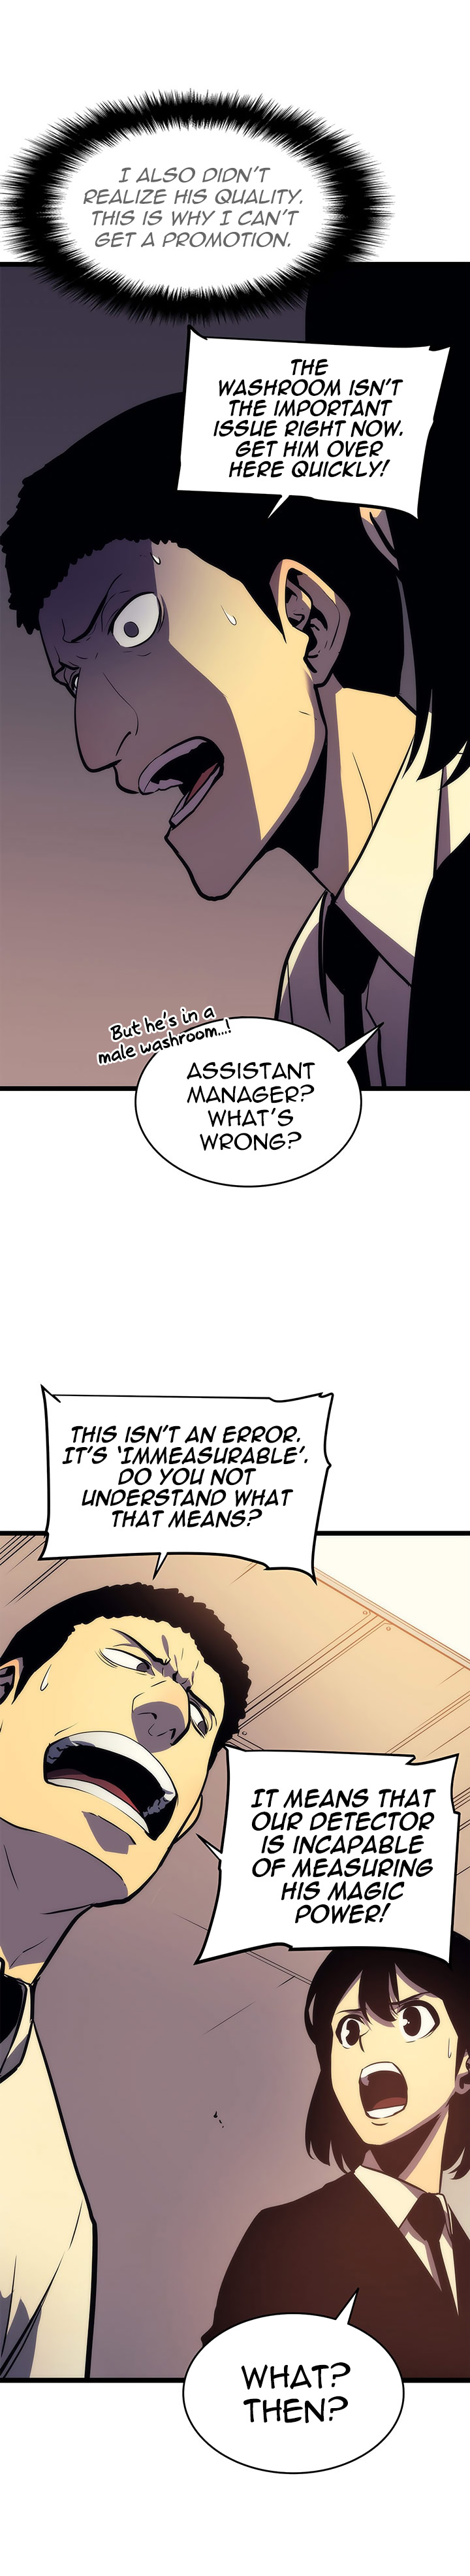 I ALSO DIDN'T
REALIZE HIS QUALITY.
THIS IS WHY I CAN'T
GET A PROMOTION.
THE
WASHROOM ISN'T
THE IMPORTANT
ISSUE RIGHT NOW.
GET HIM OVER
HERE QUICKLY!
But he's in a
male washroom...!
ASSISTANT
MANAGER?
WHAT'S
WRONG?
THIS ISN'T AN ERROR.
IT'S 'IMMEASURABLE'.
DO YOU NOT
UNDERSTAND WHAT
THAT MEANS?
IT MEANS THAT
OUR DETECTOR
IS INCAPABLE
OF MEASURING
HIS MAGIC
POWER!
WHAT?
THEN?